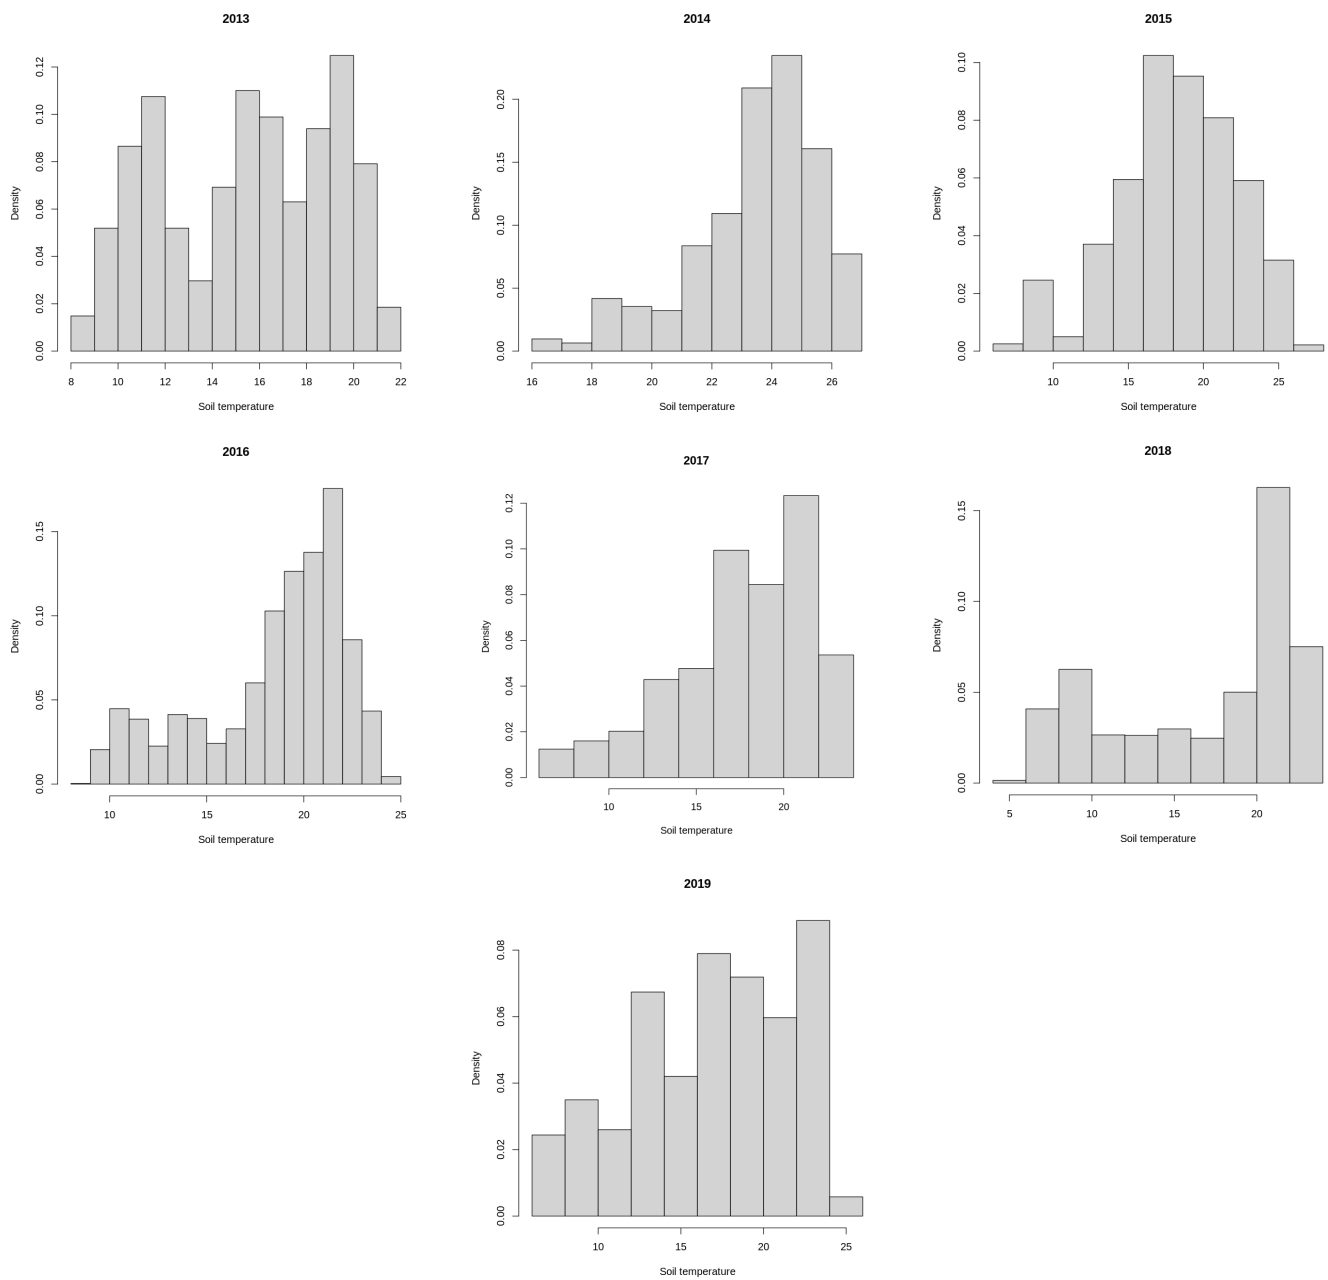 2013
0.00 0.02 0.04 0.06 0.08 0.10 0.12
Density
8 10 12 14 16 18 20 22
Soil temperature
2014
0.00 0.05 0.10 0.15 0.20
Density
16 18 20 22 24 26
Soil temperature
2015
0.00 0.02 0.04 0.06 0.08 0.10
Density
10 15 20 25
Soil temperature
2016
0.00 0.05 0.10 0.15
Density
10 15 20 25
Soil temperature
2017
0.00 0.02 0.04 0.06 0.08 0.10 0.12
Density
10 15 20
Soil temperature
2018
0.00 0.05 0.10 0.15
Density
5 10 15 20
Soil temperature
2019
0.00 0.02 0.04 0.06 0.08
Density
10 15 20 25
Soil temperature